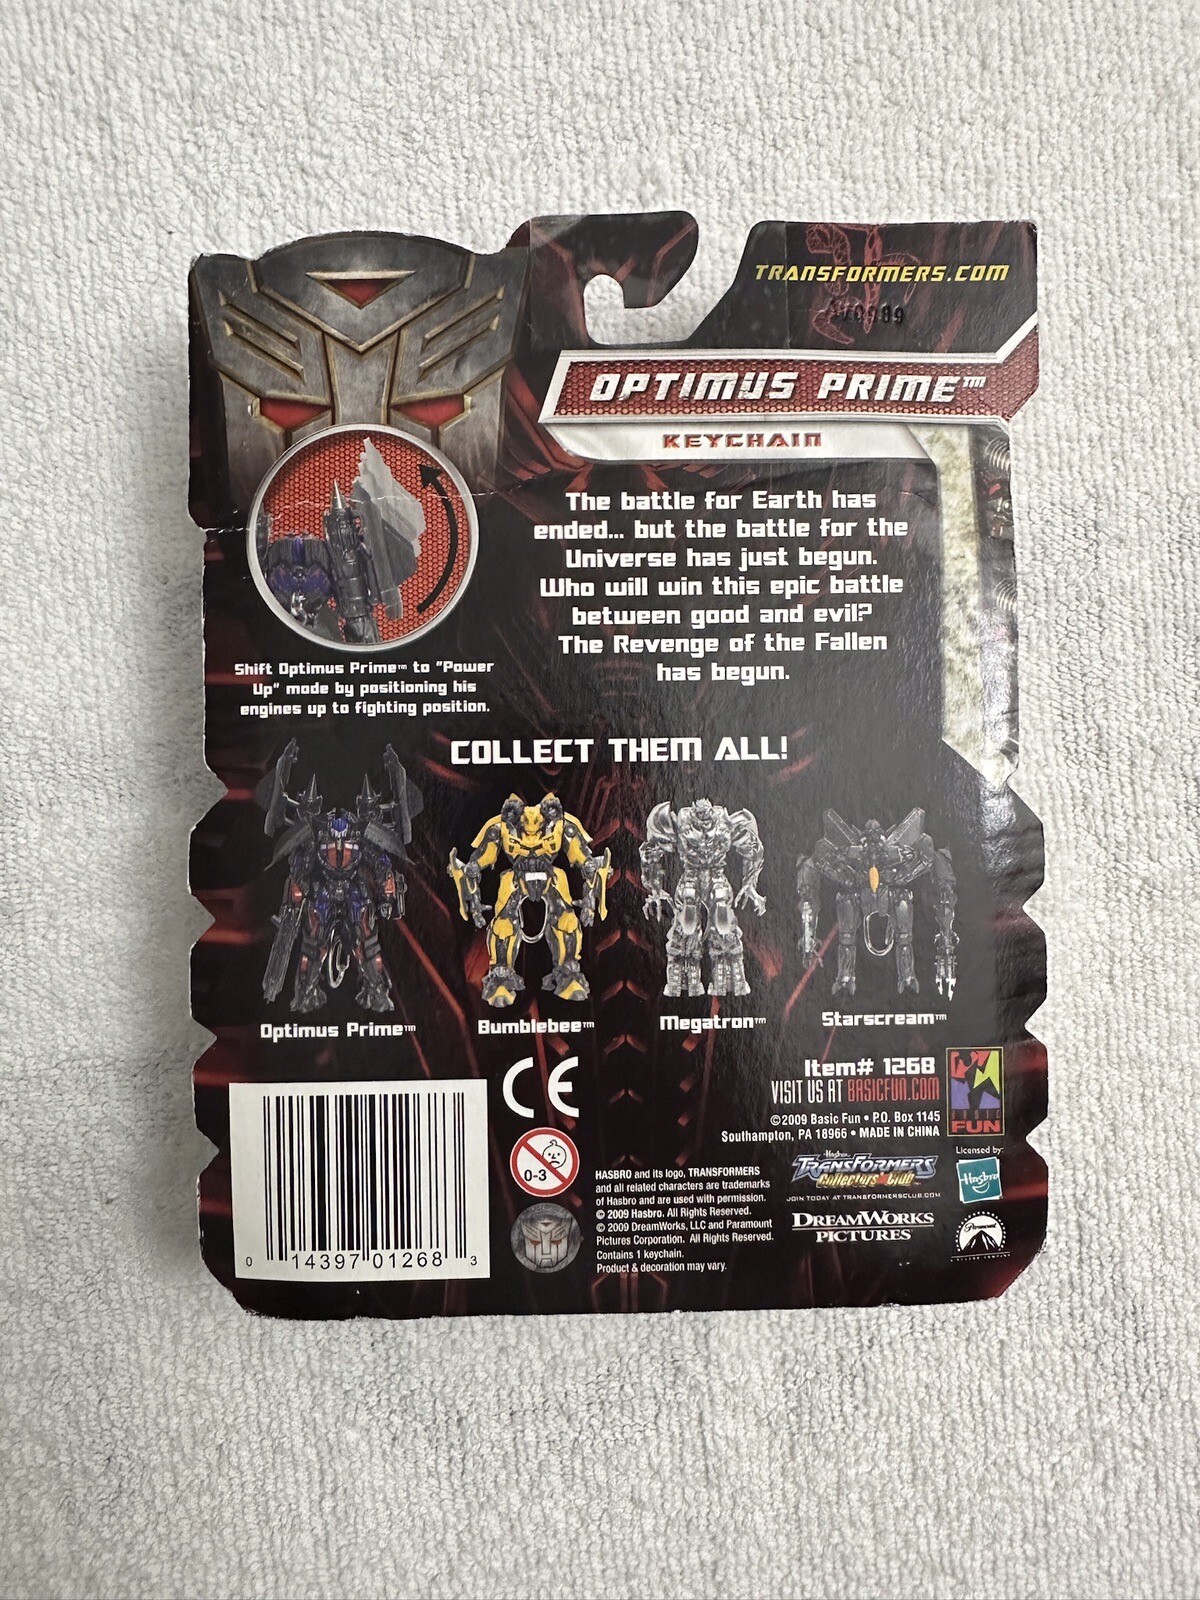 TRANSFORMERS.COM
OPTIMUS PRIME™
KEYCHAIN
The battle for Earth has
ended... but the battle for the
Universe has just begun.
Who will win this epic battle
between good and evil?
The Revenge of the Fallen
has begun.
Shift Optimus Prime™ to "Power
Up" mode by positioning his
engines up to fighting position.
COLLECT THEM ALL!
Optimus Prime™
Bumblebee™
Megatron™
Starscream™
CE
0-3
0 14397 01268 3
HASBRO and its logo, TRANSFORMERS
and all related characters are trademarks
of Hasbro and are used with permission.
© 2009 Hasbro. All Rights Reserved.
© 2009 DreamWorks, LLC and Paramount
Pictures Corporation. All Rights Reserved.
Contains 1 keychain.
Product & decoration may vary.
Item# 1268
VISIT US AT BASICFUN.COM
©2009 Basic Fun • P.O. Box 1145
Southampton, PA 18966 • MADE IN CHINA
BASIC
FUN
Hasbro
TRANSFORMERS
Collectors' Club
JOIN TODAY AT TRANSFORMERSCLUB.COM
Licensed by:
Hasbro
DREAMWORKS
PICTURES
Paramount